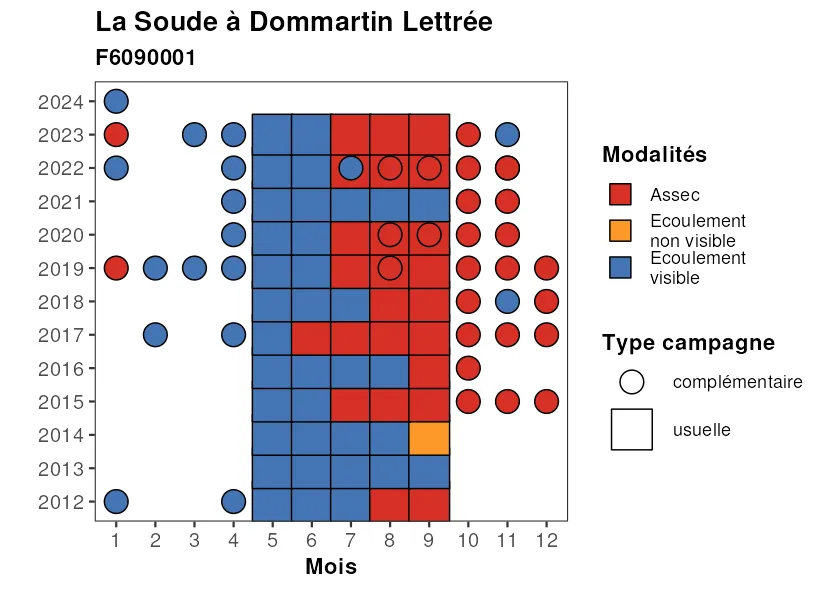 La Soude à Dommartin Lettrée
F6090001
2024
2023
2022
2021
2020
2019
2018
2017
2016
2015
2014
2013
2012
1 2 3 4 5 6 7 8 9 10 11 12
Mois
Modalités
Assec
Ecoulement
non visible
Ecoulement
visible
Type campagne
complémentaire
usuelle